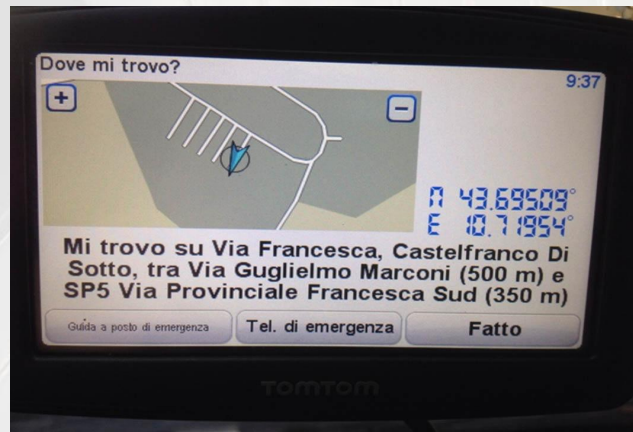 Dove mi trovo?
9:37
+
−
N 43.69509°
E 10.71954°
Mi trovo su Via Francesca, Castelfranco Di
Sotto, tra Via Guglielmo Marconi (500 m) e
SP5 Via Provinciale Francesca Sud (350 m)
Guida a posto di emergenza
Tel. di emergenza
Fatto
TOMTOM